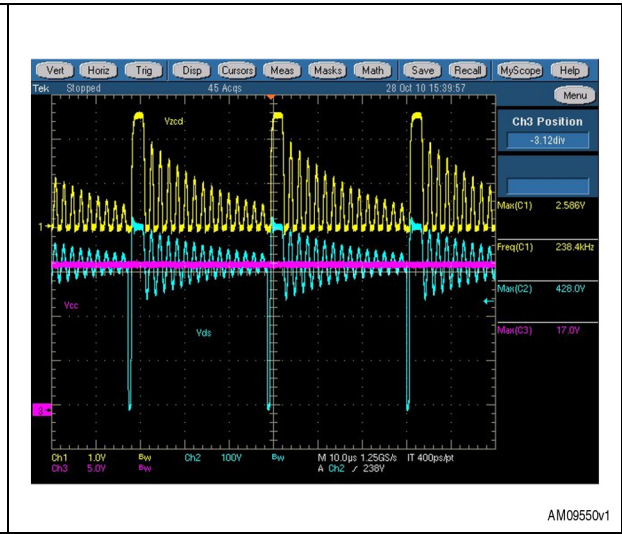 Vert Horiz Trig Disp Cursors Meas Masks Math Save Recall MyScope Help
Tek Stopped 45 Acqs 28 Oct 10 15:39:57
Menu
Ch3 Position
-3.12div
Vzcd
Max(C1) 2.586V
1
Freq(C1) 238.4kHz
Max(C2) 428.0V
Vcc
Vds
Max(C3) 17.0V
3
Ch1 1.0V Bw Ch2 100V Bw M 10.0µs 1.25GS/s IT 400ps/pt
Ch3 5.0V Bw A Ch2 ⁄ 238V
AM09550v1